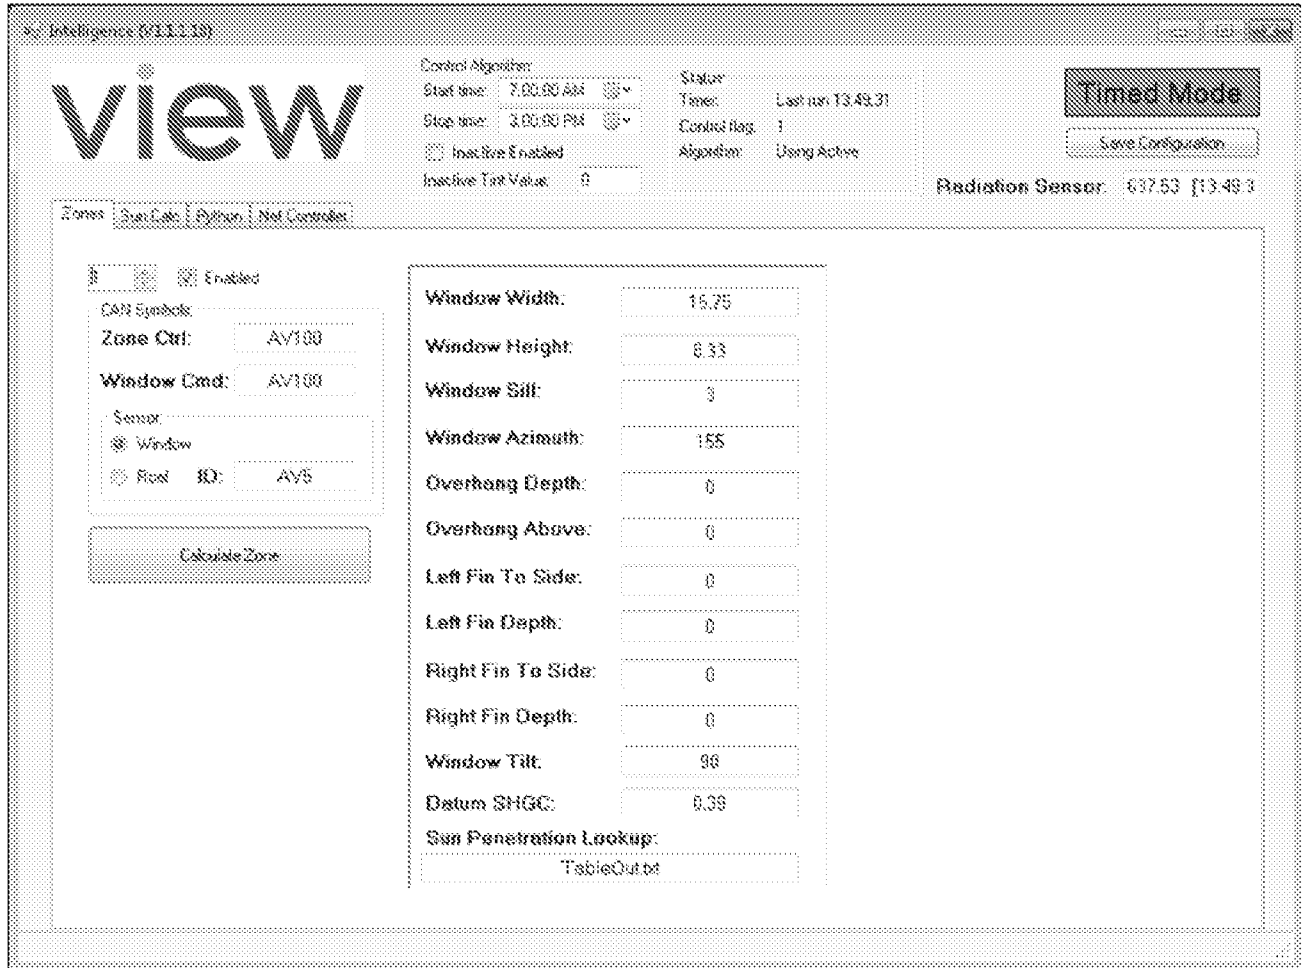 Intelligence (V1.1.1.18)
view
Control Algorithm:
Start time: 7:00:00 AM
Stop time: 3:00:00 PM
Inactive Enabled
Inactive Tint Value: 0
Status:
Timer: Last run 13:49:31
Control flag: 1
Algorithm: Using Active
Timed Mode
Save Configuration
Radiation Sensor: 637.53 [13:49:3
Zones Sun Calc Python Net Controller
Enabled
CAN Symbols:
Zone Ctrl: AV100
Window Cmd: AV100
Sensor:
Window
Roof ID: AV5
Calculate Zone
Window Width: 16.75
Window Height: 8.33
Window Sill: 3
Window Azimuth: 155
Overhang Depth: 0
Overhang Above: 0
Left Fin To Side: 0
Left Fin Depth: 0
Right Fin To Side: 0
Right Fin Depth: 0
Window Tilt: 90
Datum SHGC: 0.39
Sun Penetration Lookup:
TableOut.txt